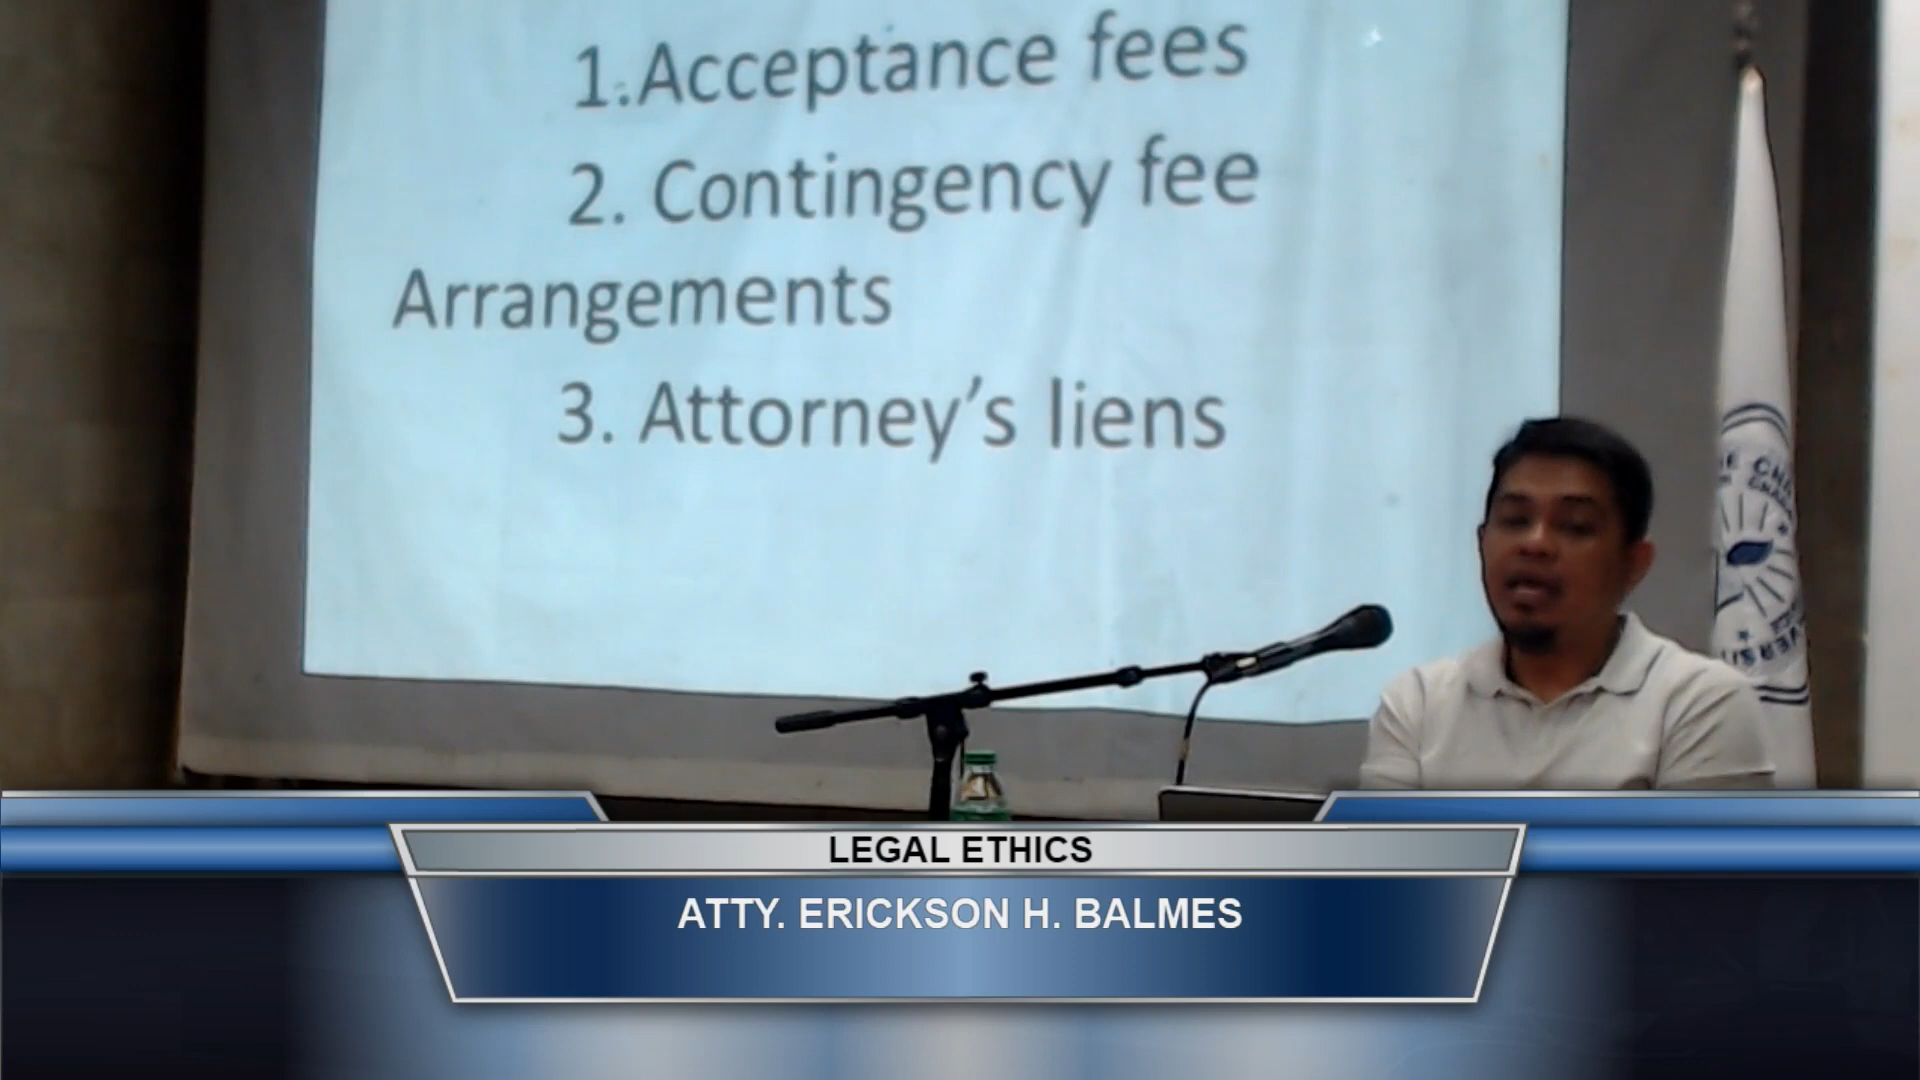 1.Acceptance fees
2. Contingency fee
Arrangements
3. Attorney's liens
LEGAL ETHICS
ATTY. ERICKSON H. BALMES